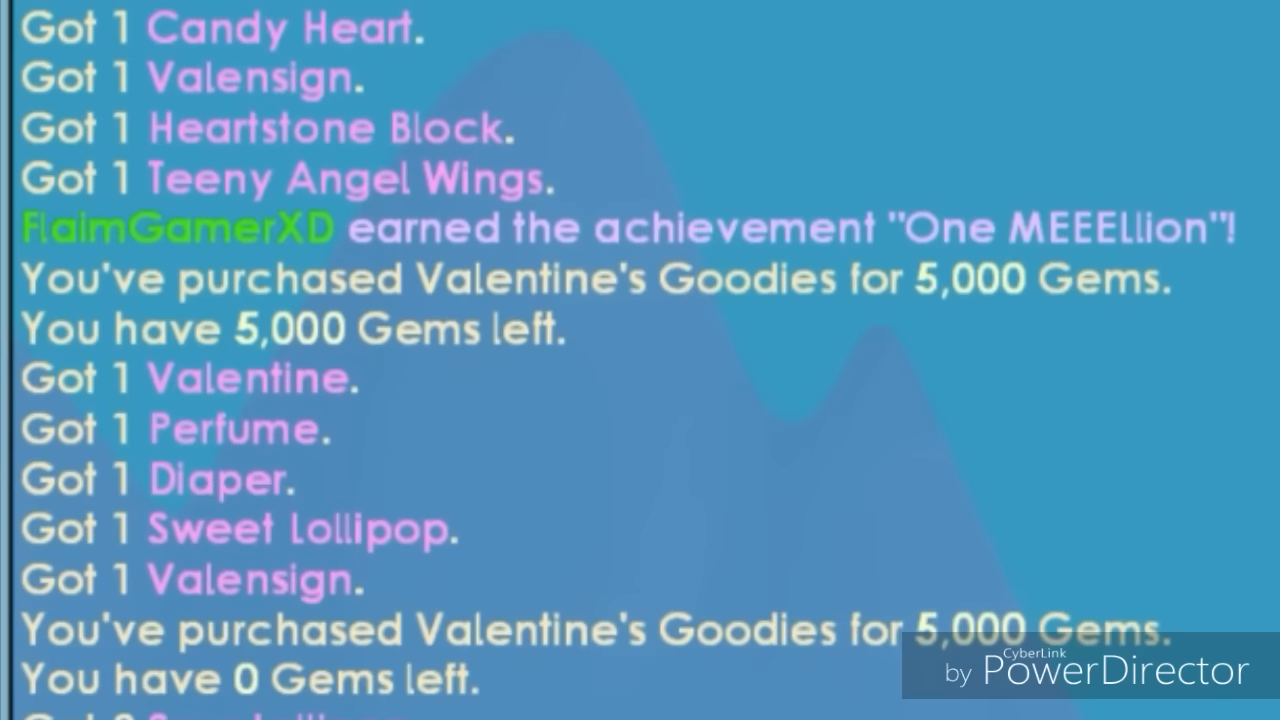 Got 1 Candy Heart.
Got 1 Valensign.
Got 1 Heartstone Block.
Got 1 Teeny Angel Wings.
FlaimGamerXD earned the achievement "One MEEELlion"!
You've purchased Valentine's Goodies for 5,000 Gems.
You have 5,000 Gems left.
Got 1 Valentine.
Got 1 Perfume.
Got 1 Diaper.
Got 1 Sweet Lollipop.
Got 1 Valensign.
You've purchased Valentine's Goodies for 5,000 Gems.
You have 0 Gems left.
CyberLink
by PowerDirector